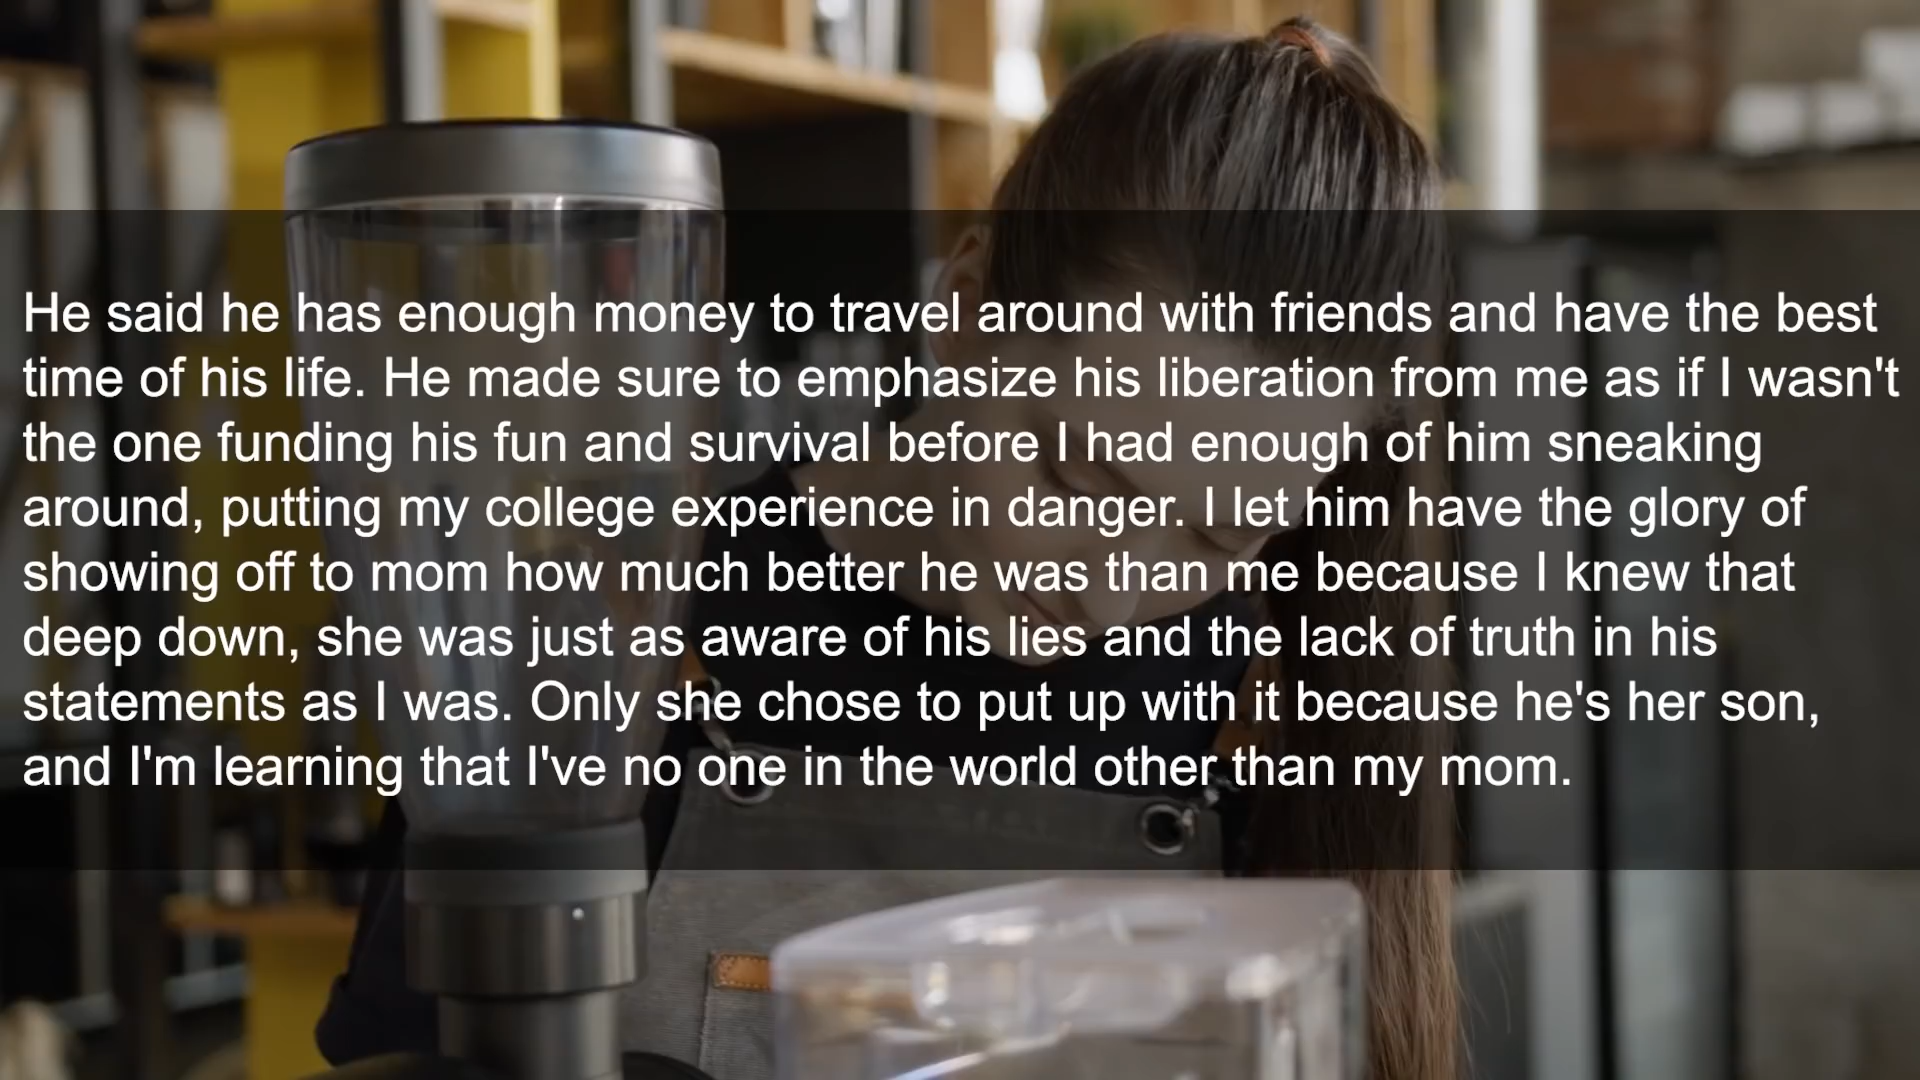 He said he has enough money to travel around with friends and have the best
time of his life. He made sure to emphasize his liberation from me as if I wasn't
the one funding his fun and survival before I had enough of him sneaking
around, putting my college experience in danger. I let him have the glory of
showing off to mom how much better he was than me because I knew that
deep down, she was just as aware of his lies and the lack of truth in his
statements as I was. Only she chose to put up with it because he's her son,
and I'm learning that I've no one in the world other than my mom.